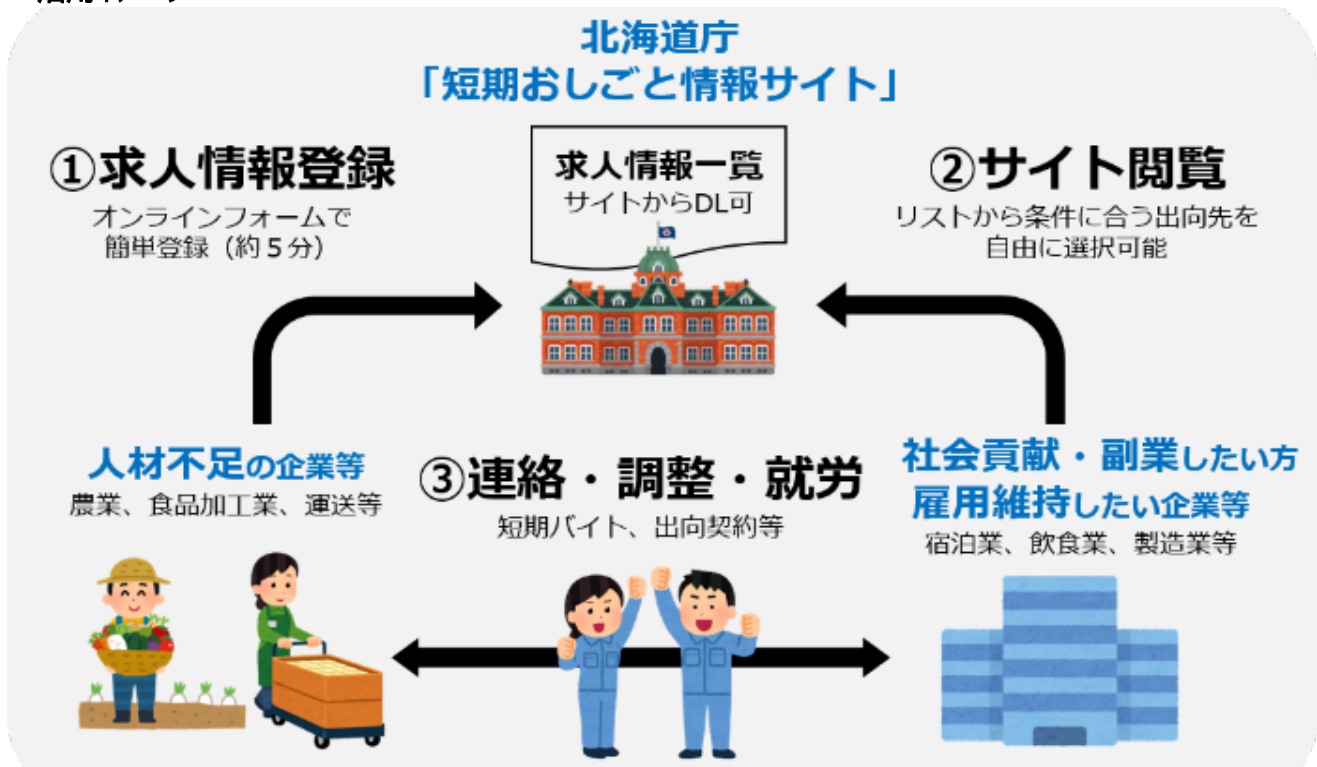 北海道庁
「短期おしごと情報サイト」
①求人情報登録
オンラインフォームで
簡単登録（約５分）
求人情報一覧
サイトからDL可
②サイト閲覧
リストから条件に合う出向先を
自由に選択可能
人材不足の企業等
農業、食品加工業、運送等
③連絡・調整・就労
短期バイト、出向契約等
社会貢献・副業したい方
雇用維持したい企業等
宿泊業、飲食業、製造業等